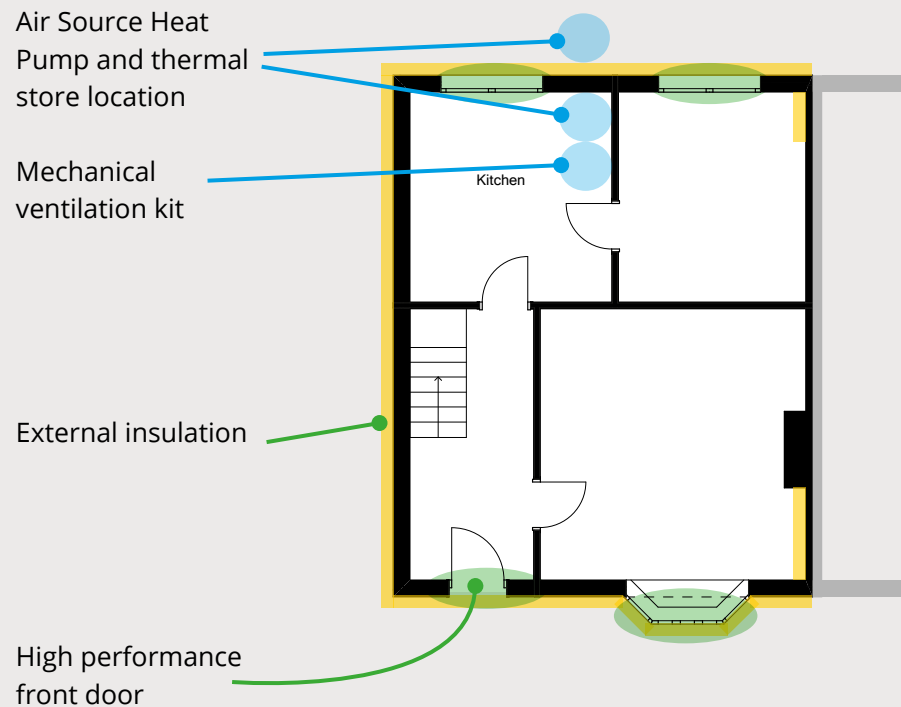 Air Source Heat
Pump and thermal
store location
Mechanical
ventilation kit
Kitchen
External insulation
High performance
front door